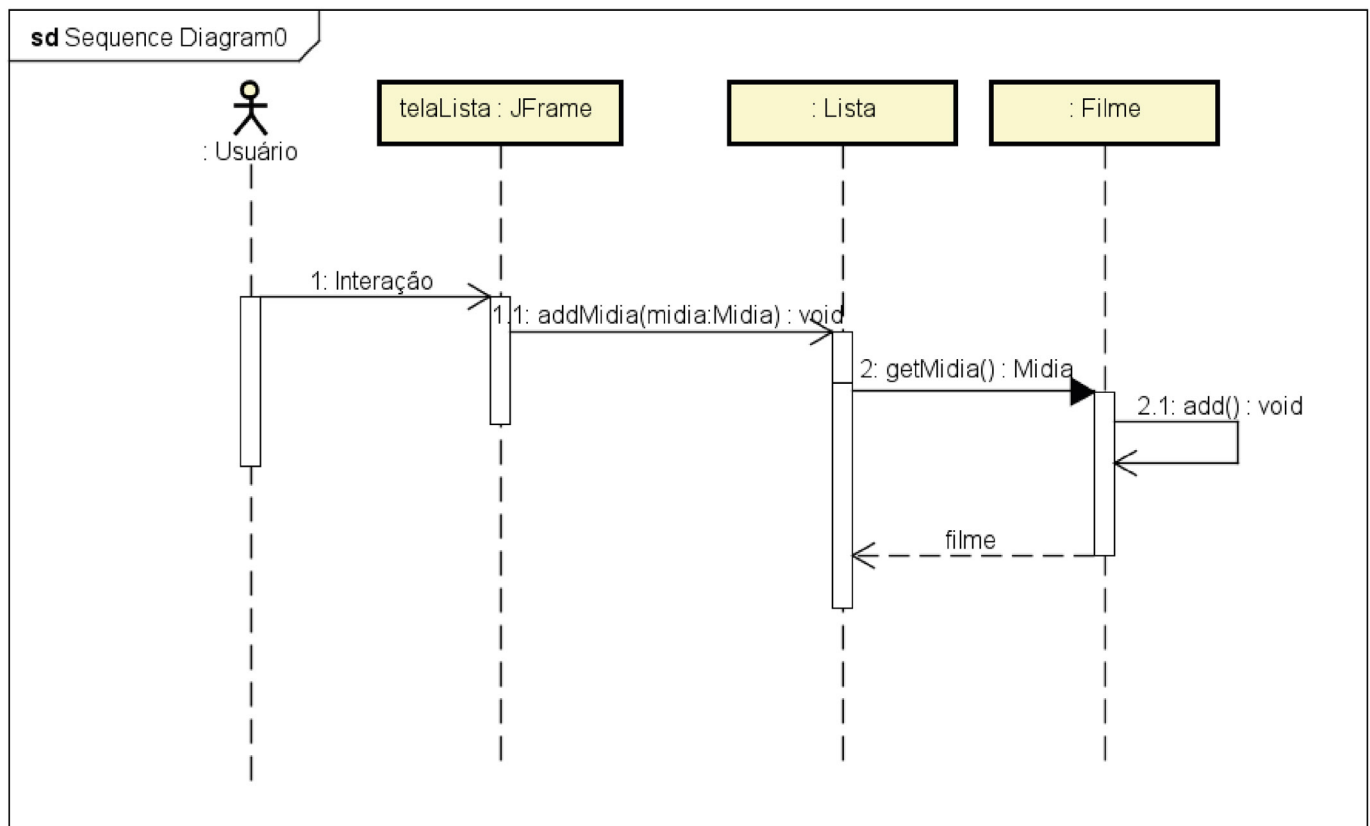 sd Sequence Diagram0
: Usuário
telaLista : JFrame
: Lista
: Filme
1: Interação
1.1: addMidia(midia:Midia) : void
2: getMidia() : Midia
2.1: add() : void
filme